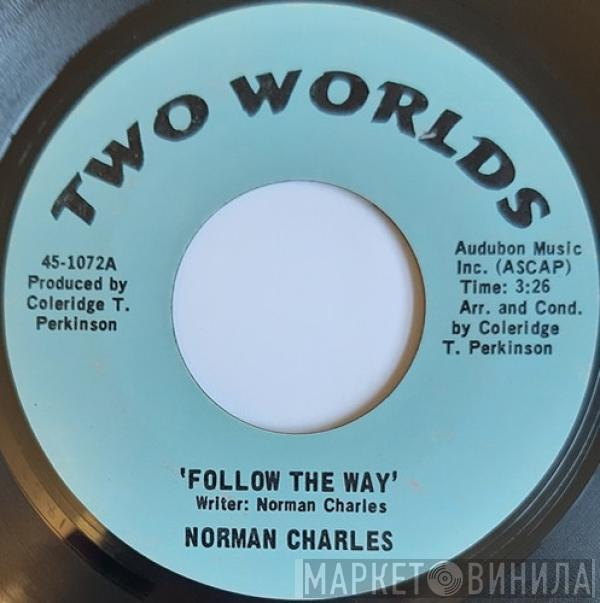 TWO WORLDS
45-1072A
Produced by
Coleridge T.
Perkinson
Audubon Music
Inc. (ASCAP)
Time: 3:26
Arr. and Cond.
by Coleridge
T. Perkinson
'FOLLOW THE WAY'
Writer: Norman Charles
NORMAN CHARLES
МАРКЕТ ВИНИЛА